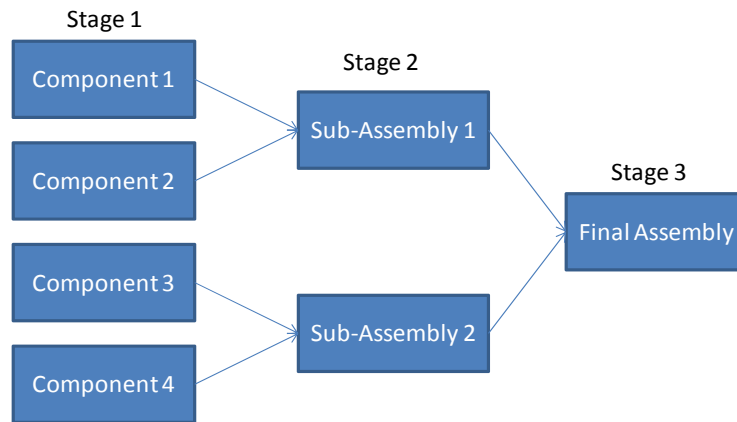 Stage 1
Component 1
Component 2
Component 3
Component 4
Stage 2
Sub-Assembly 1
Sub-Assembly 2
Stage 3
Final Assembly